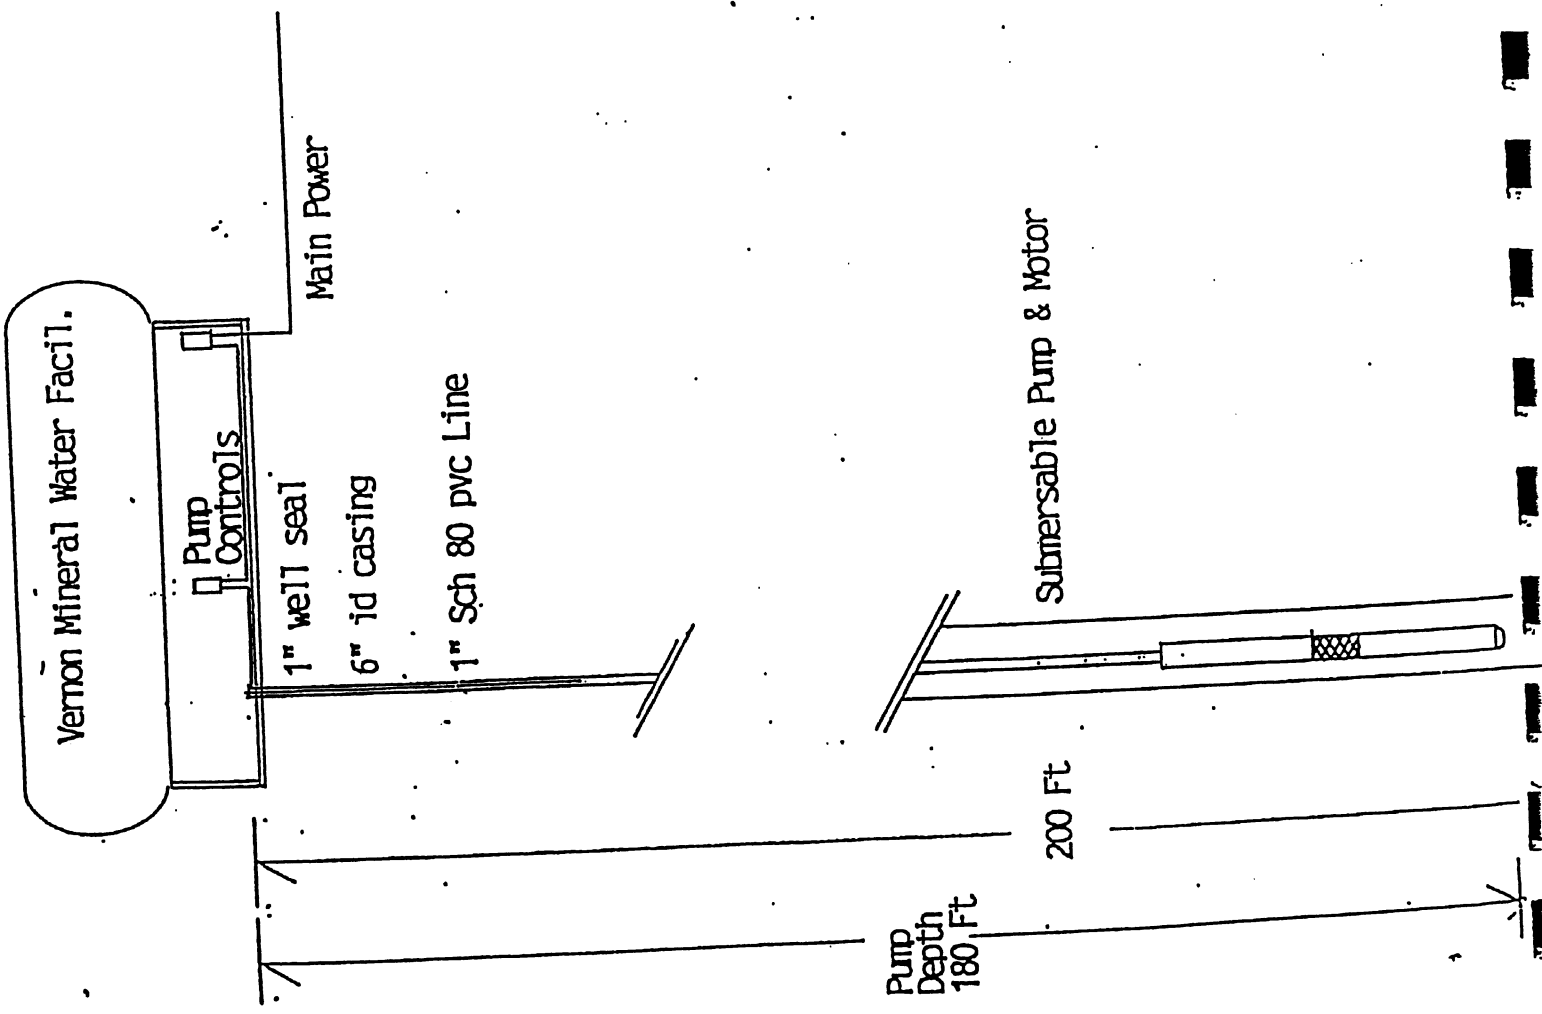 Vernon Mineral Water Facil.
Pump
Controls
Main Power
1" well seal
6" id casing
1" Sch 80 pvc Line
Submersable Pump & Motor
200 Ft
Pump
Depth
180 Ft